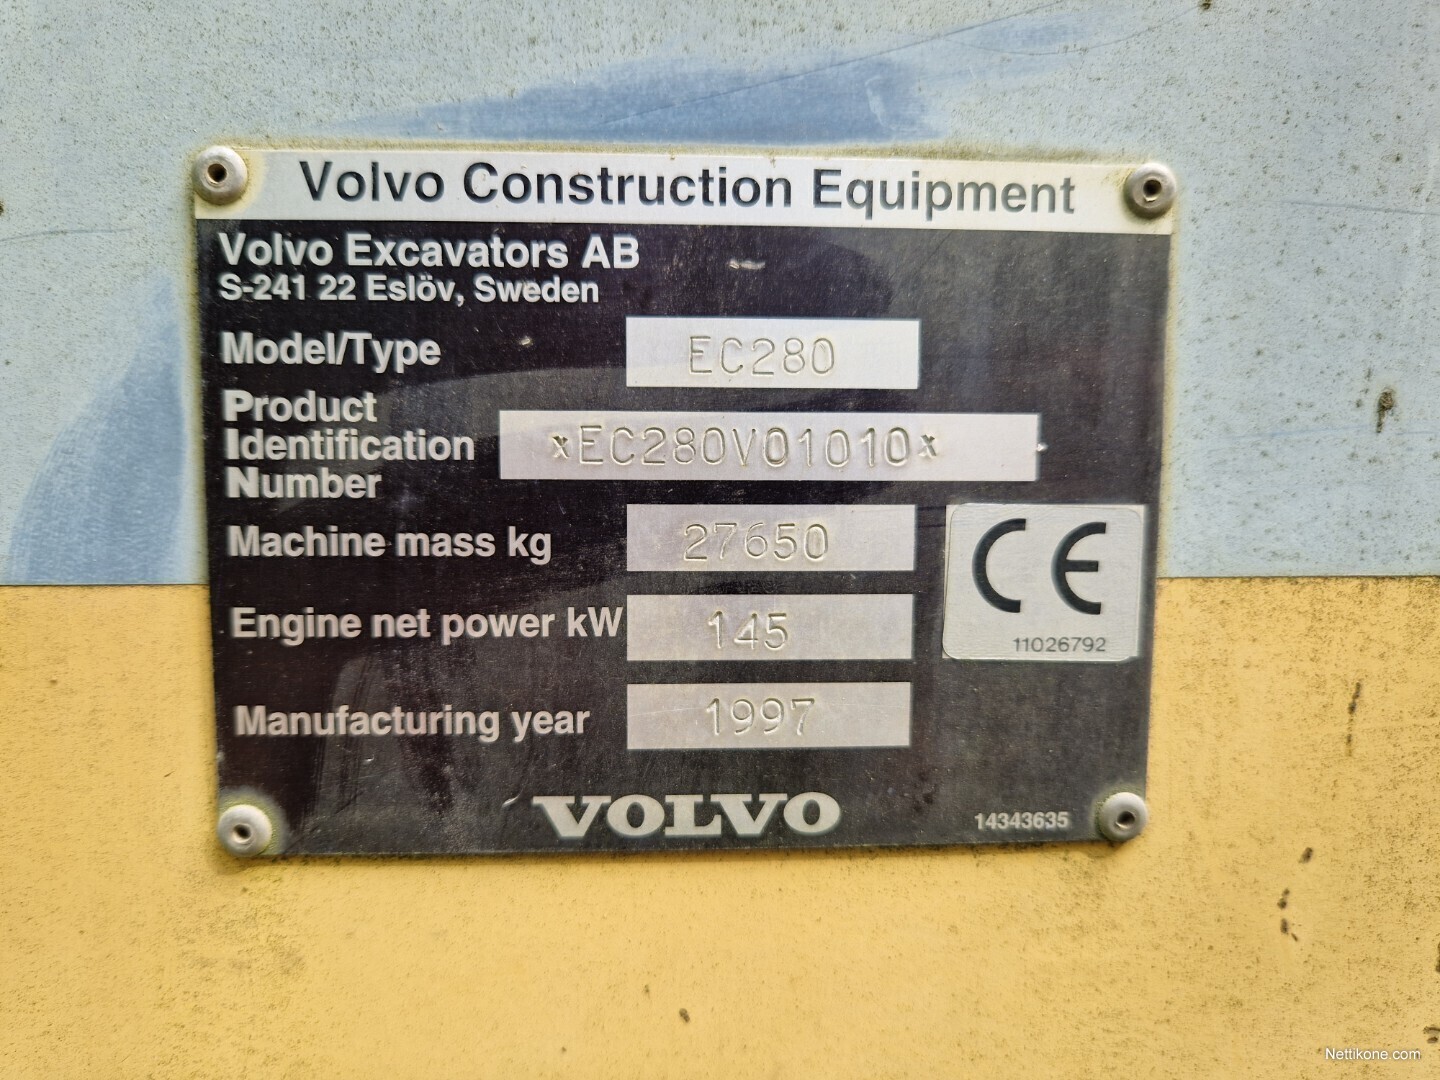 Volvo Construction Equipment
Volvo Excavators AB
S-241 22 Eslöv, Sweden
Model/Type EC280
Product
Identification *EC280V01010*
Number
Machine mass kg 27650
CE
Engine net power kW 145
11026792
Manufacturing year 1997
VOLVO
14343635
Nettikone.com